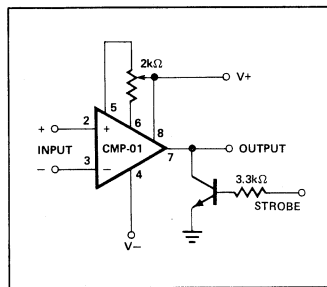 2kΩ
V+
5
6
8
2
+
+
INPUT
CMP-01
7
OUTPUT
3
−
−
4
3.3kΩ
STROBE
V−